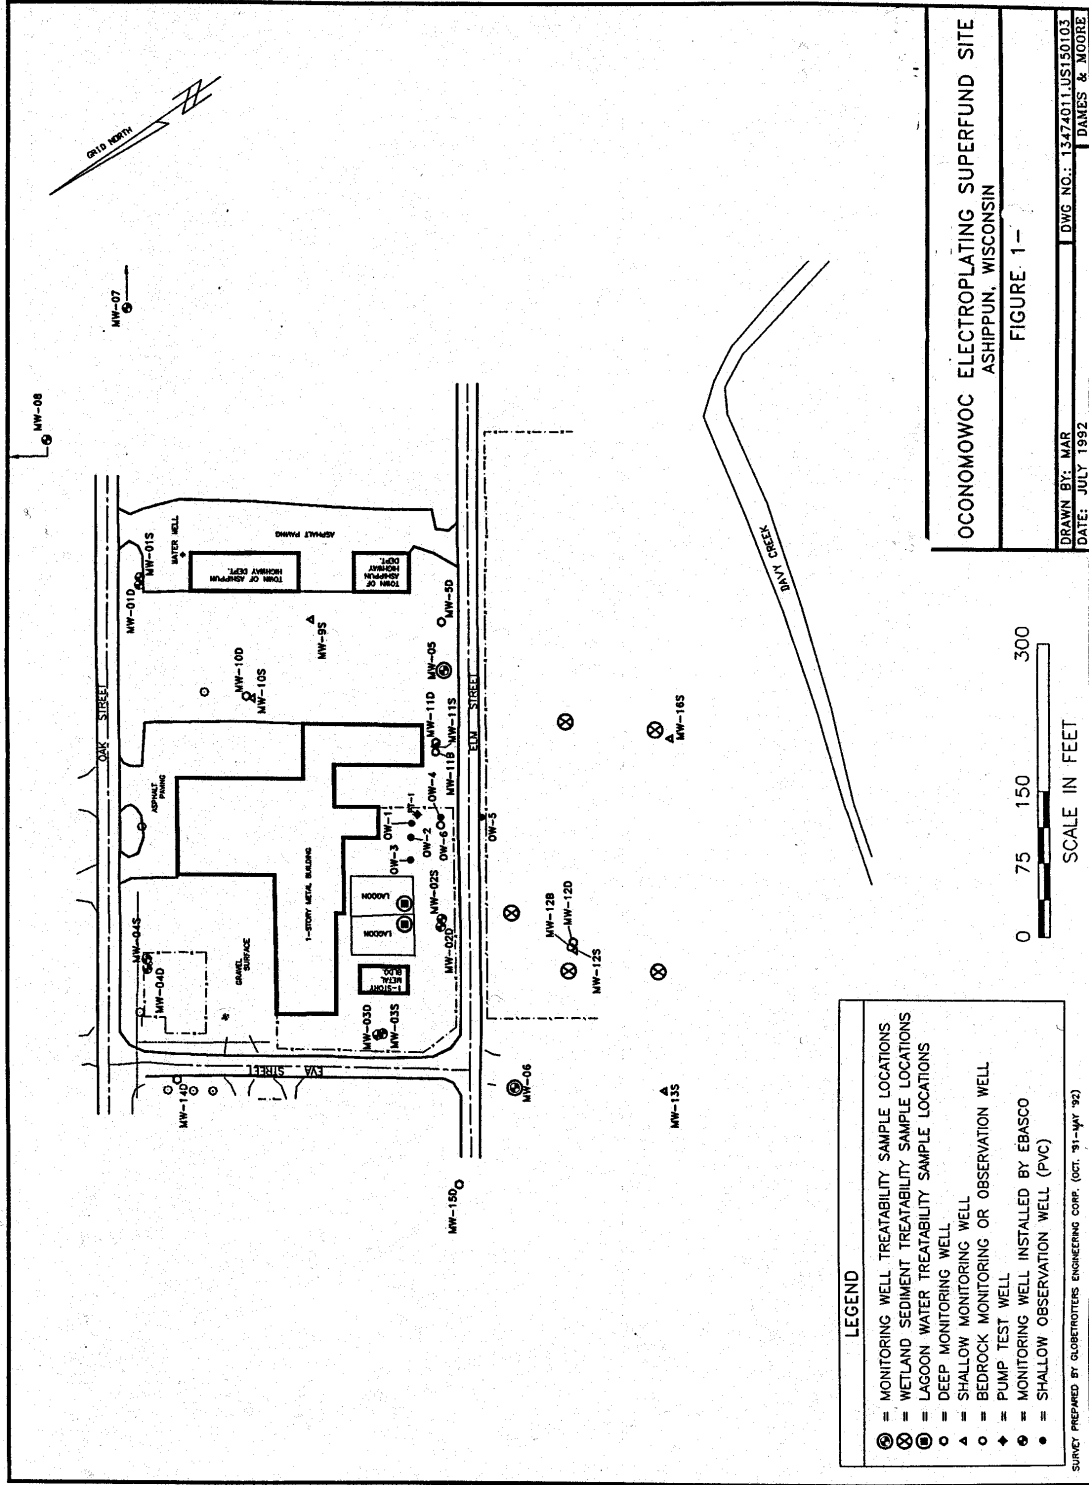 GRID NORTH
MW-07
MW-08
OAK STREET
MW-01D
MW-01S
WATER WELL
ASPHALT PAVING
TOWN OF ASHIPPUN
HIGHWAY DEPT.
TOWN OF
ASHIPPUN
HIGHWAY
DEPT.
MW-9S
MW-5D
MW-05
MW-10D
MW-10S
MW-11D
MW-11S
MW-11B
ELM STREET
ASPHALT
PAVING
1-STORY METAL BUILDING
OW-1
PT-1
OW-4
OW-2
OW-6
OW-3
OW-5
LAGOON
LAGOON
MW-02S
MW-02D
1-STORY
METAL
BLDG.
MW-04S
MW-04D
GRAVEL
SURFACE
MW-03D
MW-03S
EVA STREET
MW-14D
MW-15D
MW-06
MW-13S
MW-12B
MW-12D
MW-12S
MW-16S
DAVY CREEK
LEGEND
= MONITORING WELL TREATABILITY SAMPLE LOCATIONS
= WETLAND SEDIMENT TREATABILITY SAMPLE LOCATIONS
= LAGOON WATER TREATABILITY SAMPLE LOCATIONS
= DEEP MONITORING WELL
= SHALLOW MONITORING WELL
= BEDROCK MONITORING OR OBSERVATION WELL
= PUMP TEST WELL
= MONITORING WELL INSTALLED BY EBASCO
= SHALLOW OBSERVATION WELL (PVC)
SURVEY PREPARED BY GLOBETROTTERS ENGINEERING CORP. (OCT. '91-MAY '92)
0 75 150 300
SCALE IN FEET
OCONOMOWOC ELECTROPLATING SUPERFUND SITE
ASHIPPUN, WISCONSIN
FIGURE 1-
DRAWN BY: MAR
DWG NO.: 13474011.US150103
DATE: JULY 1992
DAMES & MOORE